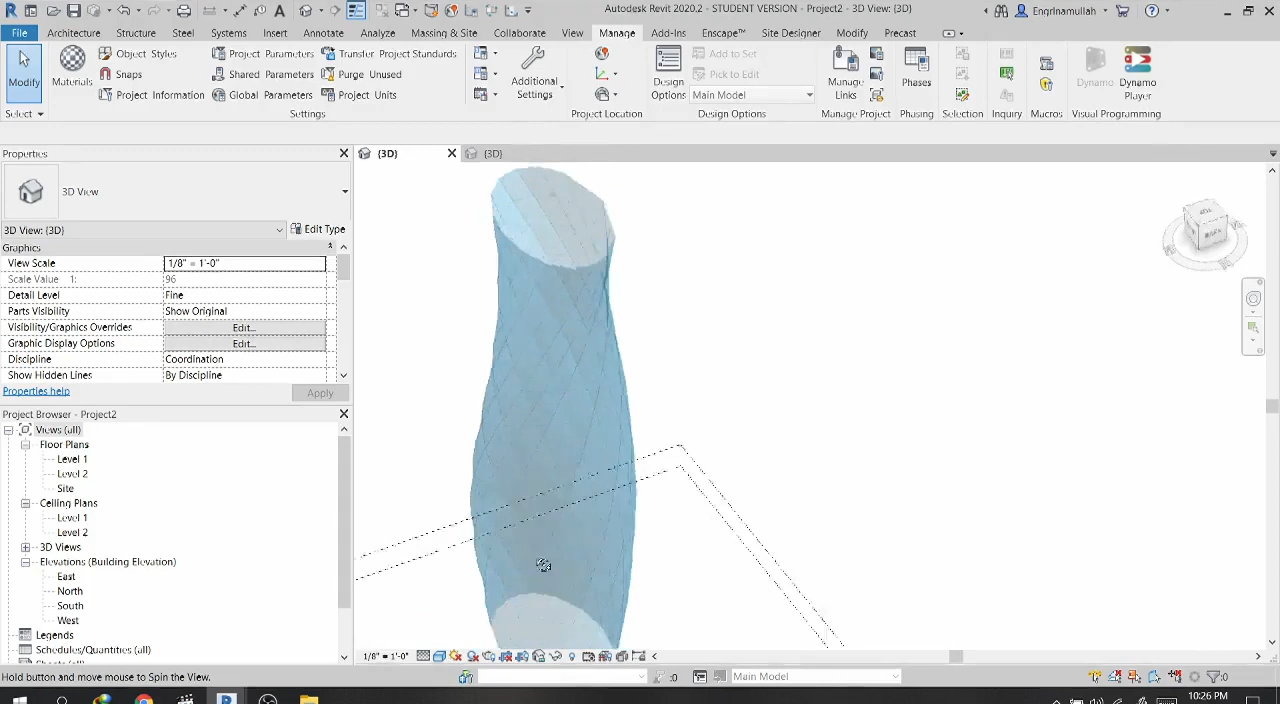 Autodesk Revit 2020.2 - STUDENT VERSION - Project2 - 3D View: {3D}
Engrinamullah
File Architecture Structure Steel Systems Insert Annotate Analyze Massing & Site Collaborate View Manage Add-Ins Enscape™ Site Designer Modify Precast
Object Styles Project Parameters Transfer Project Standards Add to Set
Snaps Shared Parameters Purge Unused Pick to Edit
Modify Materials Additional Settings Design Options Manage Links Phases Dynamo Dynamo Player
Project Information Global Parameters Project Main Model
Select Settings Project Location Design Options Manage Project Phasing Selection Inquiry Macros Visual Programming
Properties
{3D} {3D}
3D View
3D View: {3D} Edit Type
Graphics
View Scale 1/8" = 1'-0"
Scale Value 1: 96
Detail Level Fine
Parts Visibility Show Original
Visibility/Graphics Overrides Edit...
Graphic Display Options Edit...
Discipline Coordination
Show Hidden Lines By Discipline
Properties help Apply
Project Browser - Project2
Views (all)
Floor Plans
Level 1
Level 2
Site
Ceiling Plans
Level 1
Level 2
3D Views
Elevations (Building Elevation)
East
North
South
West
Legends
Schedules/Quantities (all)
1/8" = 1'-0"
Hold button and move mouse to Spin the View.
:0 Main Model :0
10:26 PM